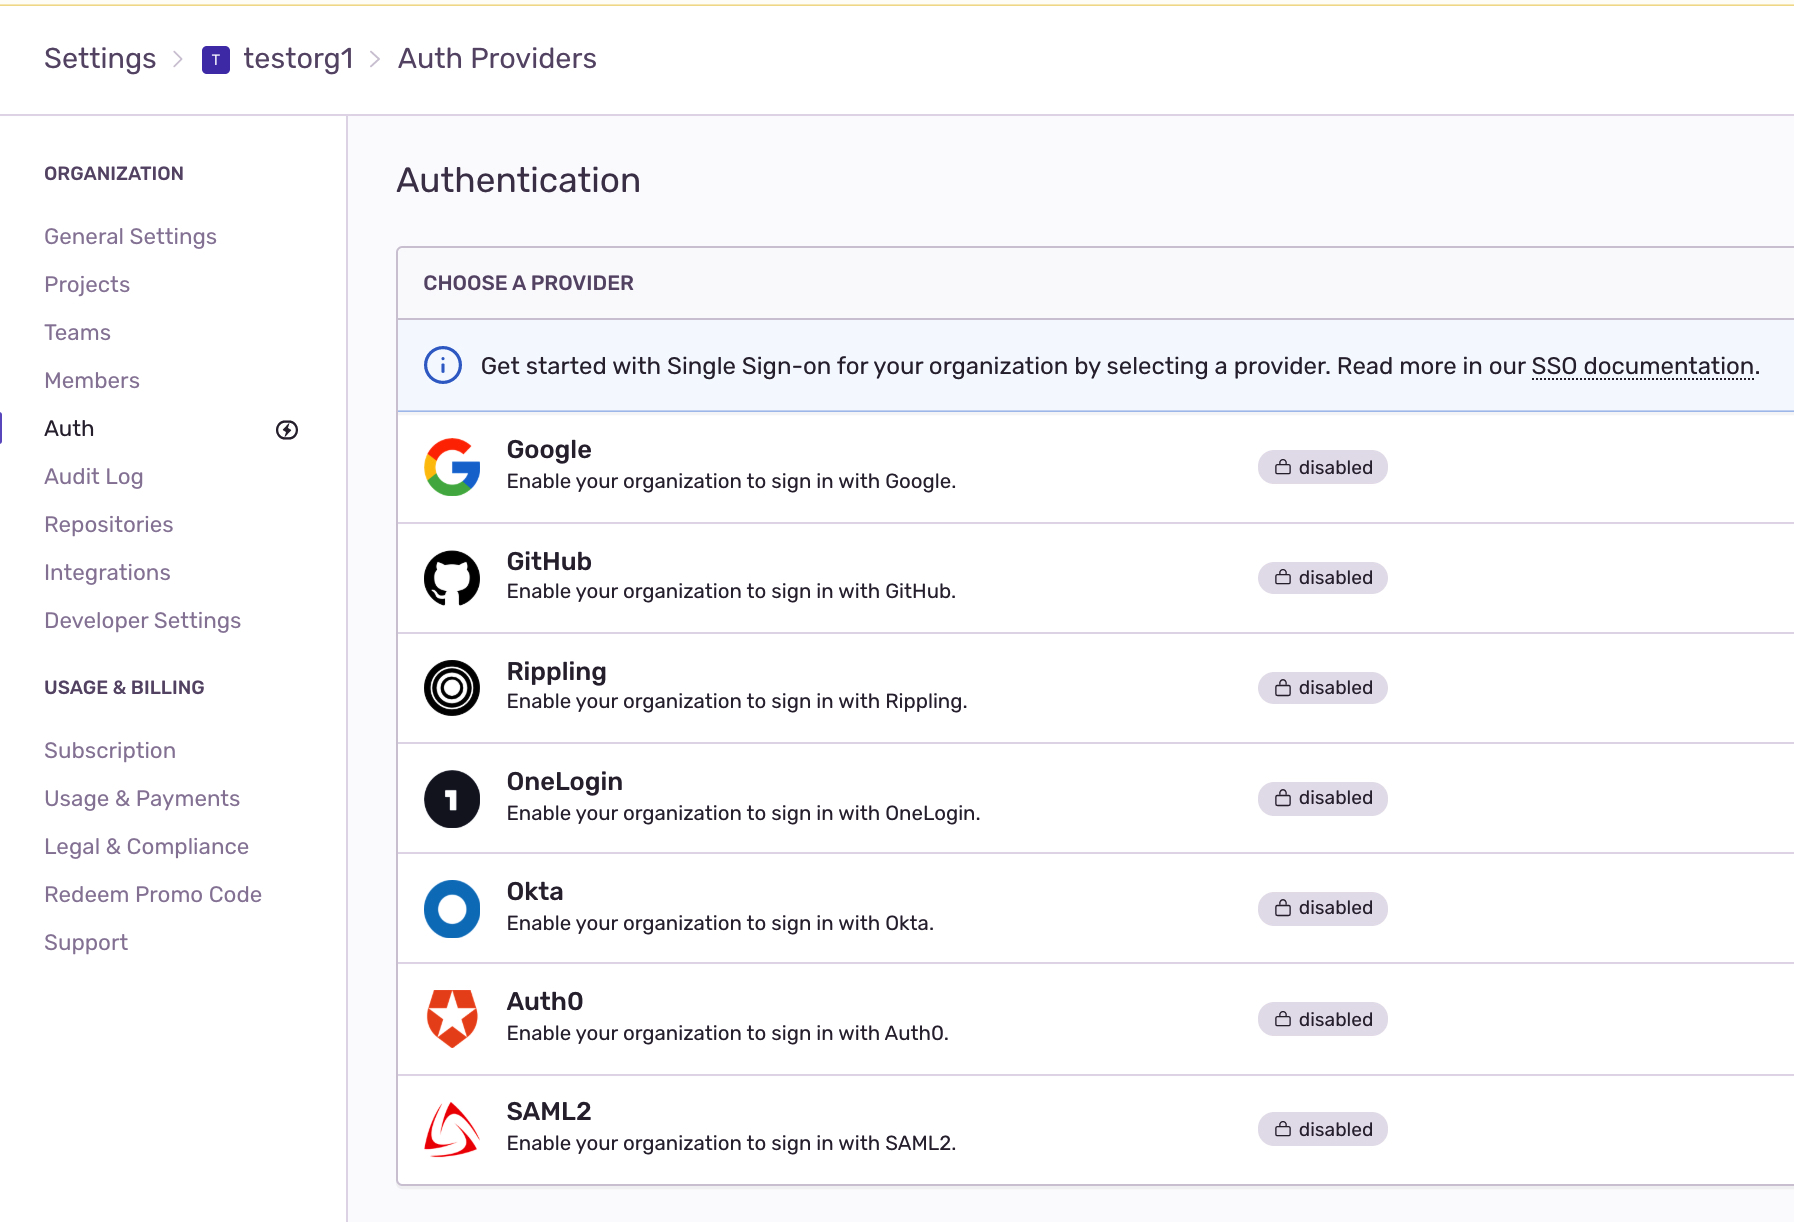 Settings > T testorg1 > Auth Providers
ORGANIZATION
General Settings
Projects
Teams
Members
Auth
Audit Log
Repositories
Integrations
Developer Settings
USAGE & BILLING
Subscription
Usage & Payments
Legal & Compliance
Redeem Promo Code
Support
Authentication
CHOOSE A PROVIDER
Get started with Single Sign-on for your organization by selecting a provider. Read more in our SSO documentation.
Google
Enable your organization to sign in with Google.
disabled
GitHub
Enable your organization to sign in with GitHub.
disabled
Rippling
Enable your organization to sign in with Rippling.
disabled
OneLogin
Enable your organization to sign in with OneLogin.
disabled
Okta
Enable your organization to sign in with Okta.
disabled
Auth0
Enable your organization to sign in with Auth0.
disabled
SAML2
Enable your organization to sign in with SAML2.
disabled